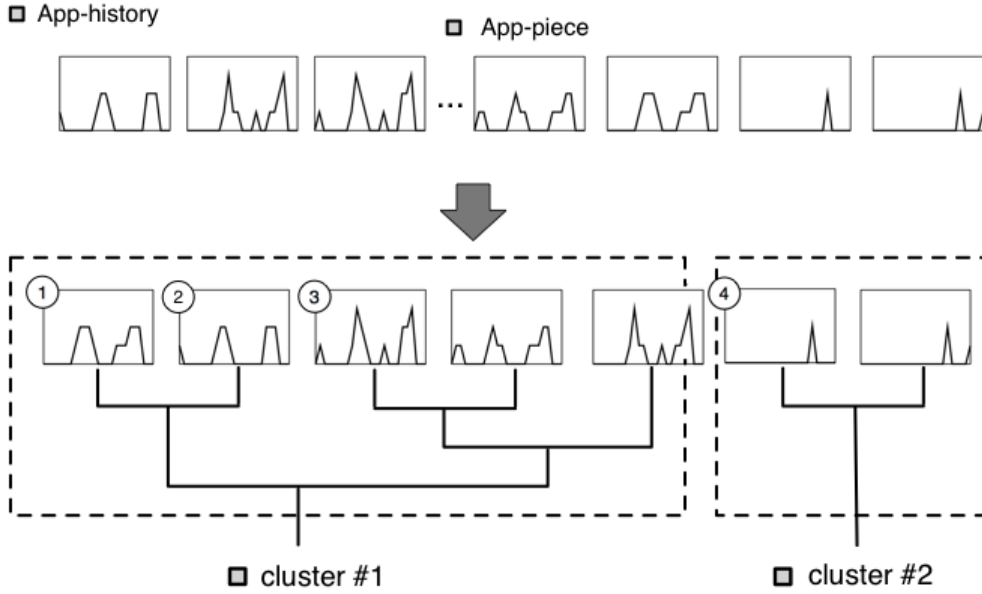 App-history
App-piece
...
1
2
3
4
cluster #1
cluster #2